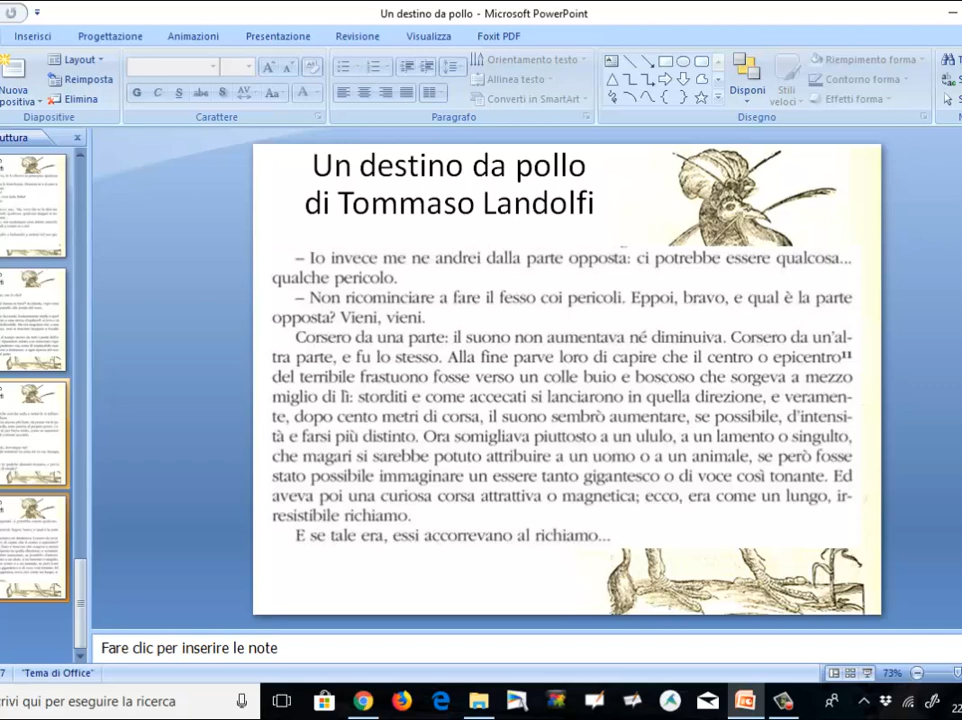 Un destino da pollo - Microsoft PowerPoint
Inserisci Progettazione Animazioni Presentazione Revisione Visualizza Foxit PDF
Layout
Nuova
Reimposta
Elimina
Diapositive
G C S abc S AV Aa A
Carattere
Orientamento testo
Allinea testo
Converti in SmartArt
Paragrafo
Disponi
Stili
veloci
Riempimento forma
Contorno forma
Effetti forma
Disegno
Un destino da pollo
di Tommaso Landolfi
– Io invece me ne andrei dalla parte opposta: ci potrebbe essere qualcosa...
qualche pericolo.
– Non ricominciare a fare il fesso coi pericoli. Eppoi, bravo, e qual è la parte
opposta? Vieni, vieni.
Corsero da una parte: il suono non aumentava né diminuiva. Corsero da un'al-
tra parte, e fu lo stesso. Alla fine parve loro di capire che il centro o epicentro¹¹
del terribile frastuono fosse verso un colle buio e boscoso che sorgeva a mezzo
miglio di lì: storditi e come accecati si lanciarono in quella direzione, e veramen-
te, dopo cento metri di corsa, il suono sembrò aumentare, se possibile, d'intensi-
tà e farsi più distinto. Ora somigliava piuttosto a un ululo, a un lamento o singulto,
che magari si sarebbe potuto attribuire a un uomo o a un animale, se però fosse
stato possibile immaginare un essere tanto gigantesco o di voce così tonante. Ed
aveva poi una curiosa corsa attrattiva o magnetica; ecco, era come un lungo, ir-
resistibile richiamo.
E se tale era, essi accorrevano al richiamo...
Fare clic per inserire le note
7 "Tema di Office"
73%
crivi qui per eseguire la ricerca
22